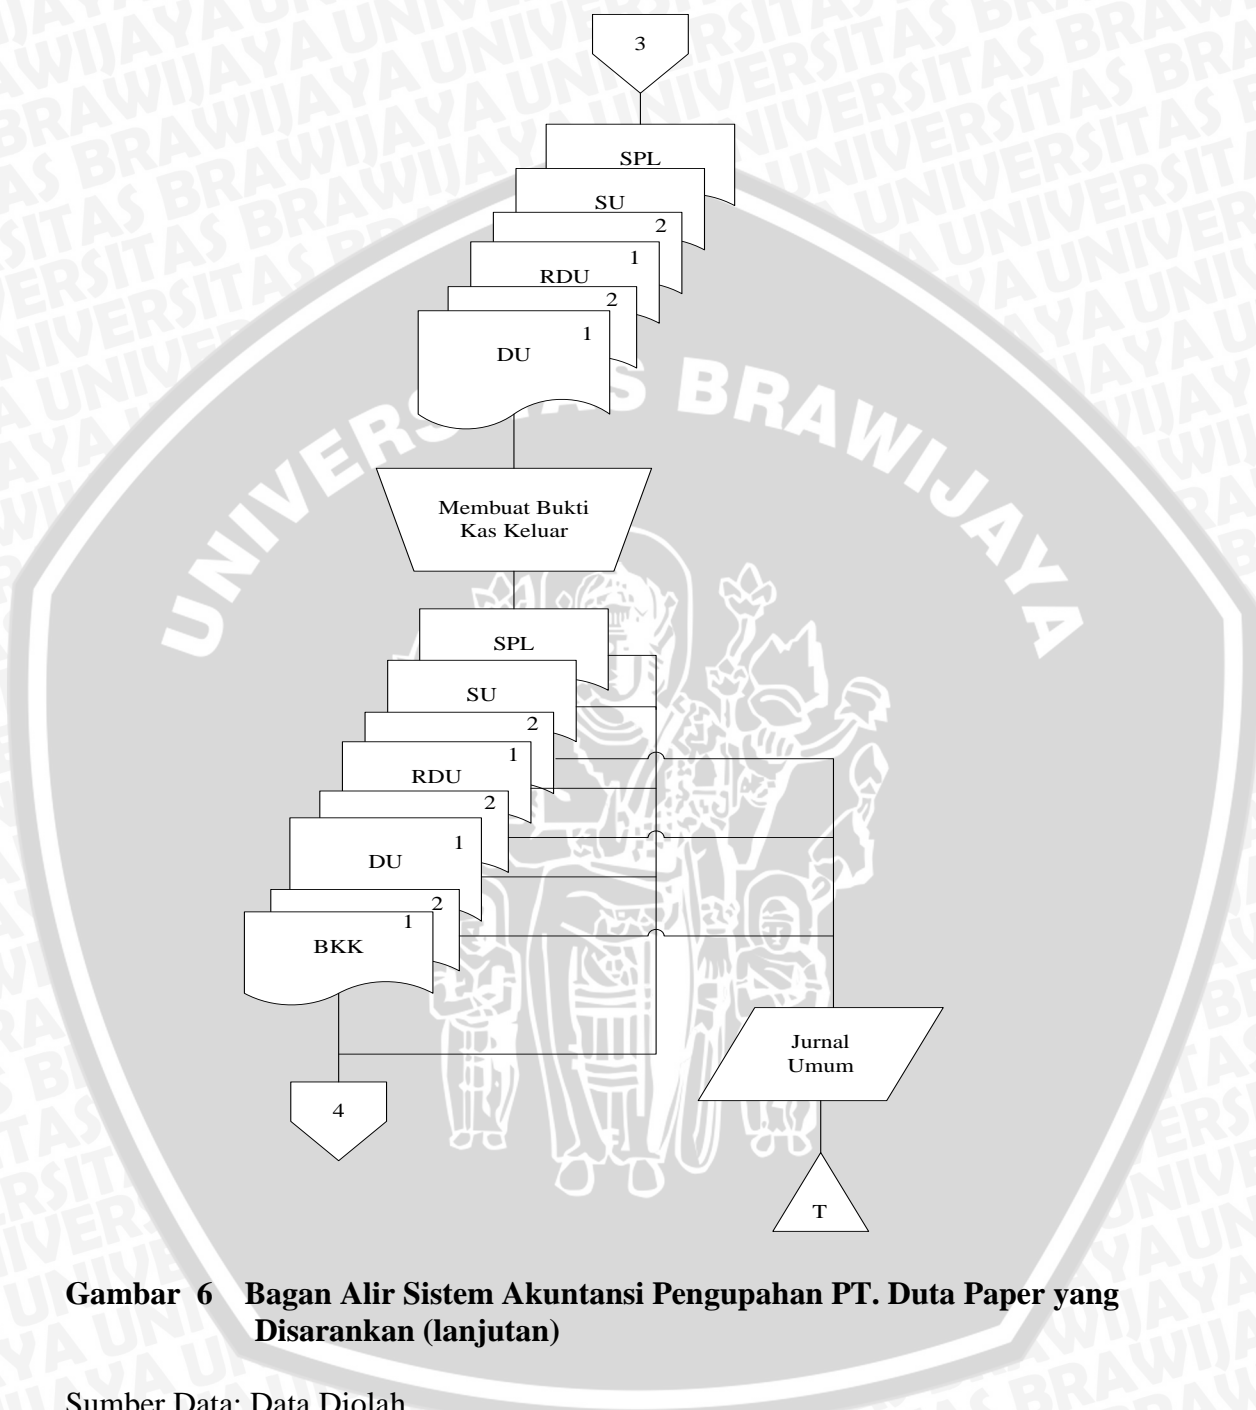 3
SPL
SU
2
1
RDU
2
1
DU
Membuat Bukti
Kas Keluar
SPL
SU
2
1
RDU
2
1
DU
2
1
BKK
Jurnal
Umum
4
T
UNIVERSITAS BRAWIJAYA
Gambar 6 Bagan Alir Sistem Akuntansi Pengupahan PT. Duta Paper yang
Disarankan (lanjutan)
Sumber Data: Data Diolah